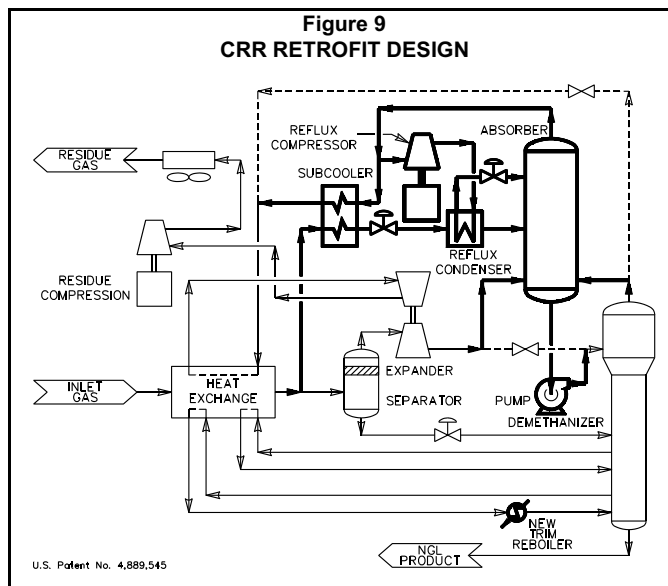 Figure 9
CRR RETROFIT DESIGN
REFLUX
COMPRESSOR
ABSORBER
RESIDUE
GAS
SUBCOOLER
REFLUX
CONDENSER
RESIDUE
COMPRESSION
INLET
GAS
HEAT
EXCHANGE
EXPANDER
SEPARATOR
PUMP
DEMETHANIZER
NEW
TRIM
REBOILER
NGL
PRODUCT
U.S. Patent No. 4,889,545